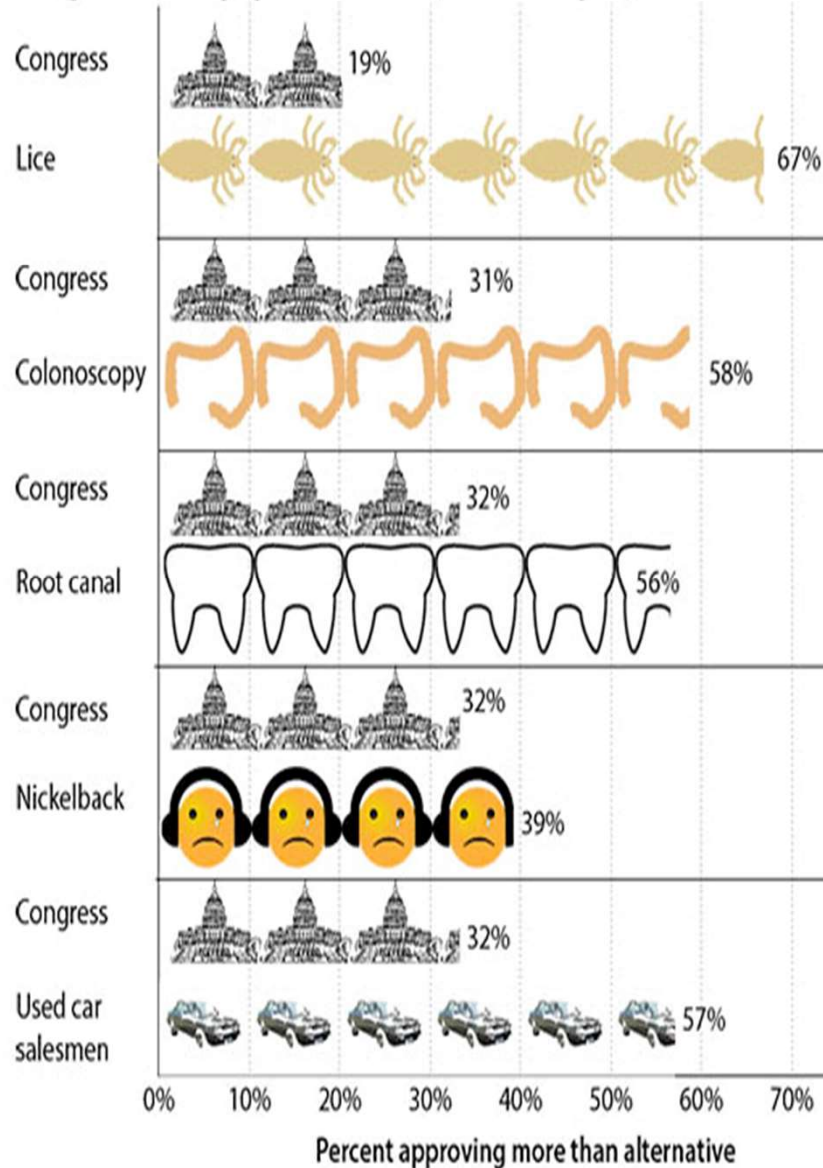 Congress
19%
Lice
67%
Congress
31%
Colonoscopy
58%
Congress
32%
Root canal
56%
Congress
32%
Nickelback
39%
Congress
32%
Used car
salesmen
57%
0% 10% 20% 30% 40% 50% 60% 70%
Percent approving more than alternative